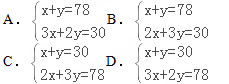 A. { x+y=78 B. { x+y=78
3x+2y=30 2x+3y=30
C. { x+y=30 D. { x+y=30
2x+3y=78 3x+2y=78